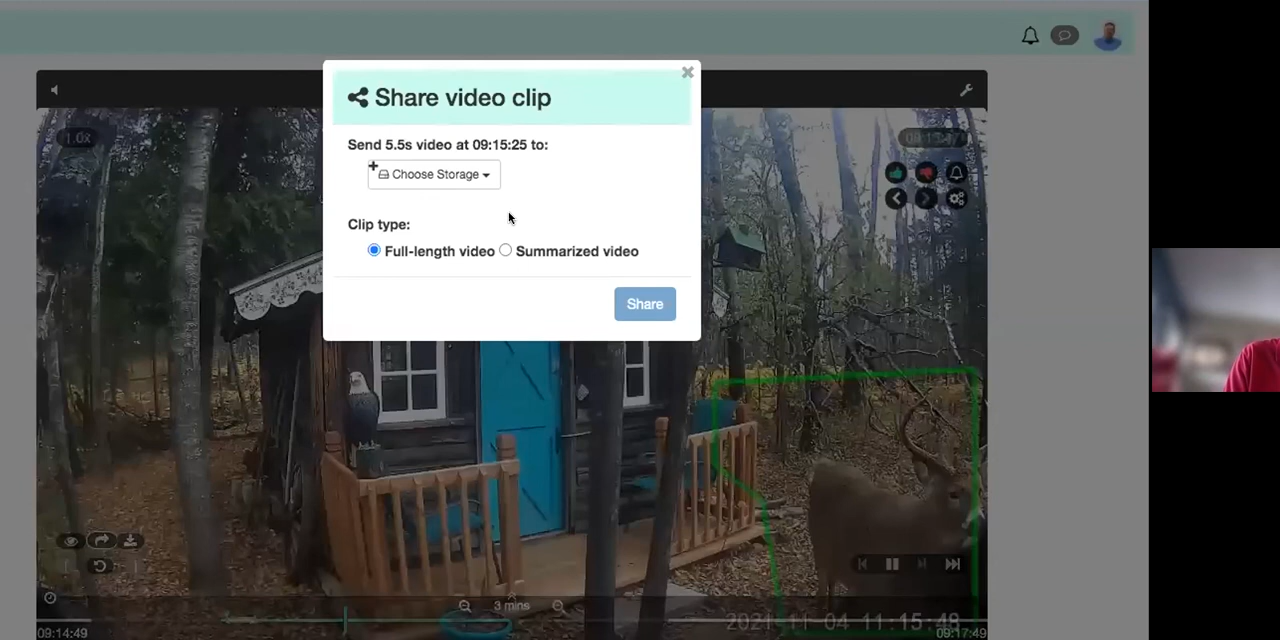 Share video clip
1.0x
Send 5.5s video at 09:15:25 to:
Choose Storage
Clip type:
Full-length video
Summarized video
Share
3 mins
2021-11-04 11:15:48
09:14:49
09:17:49